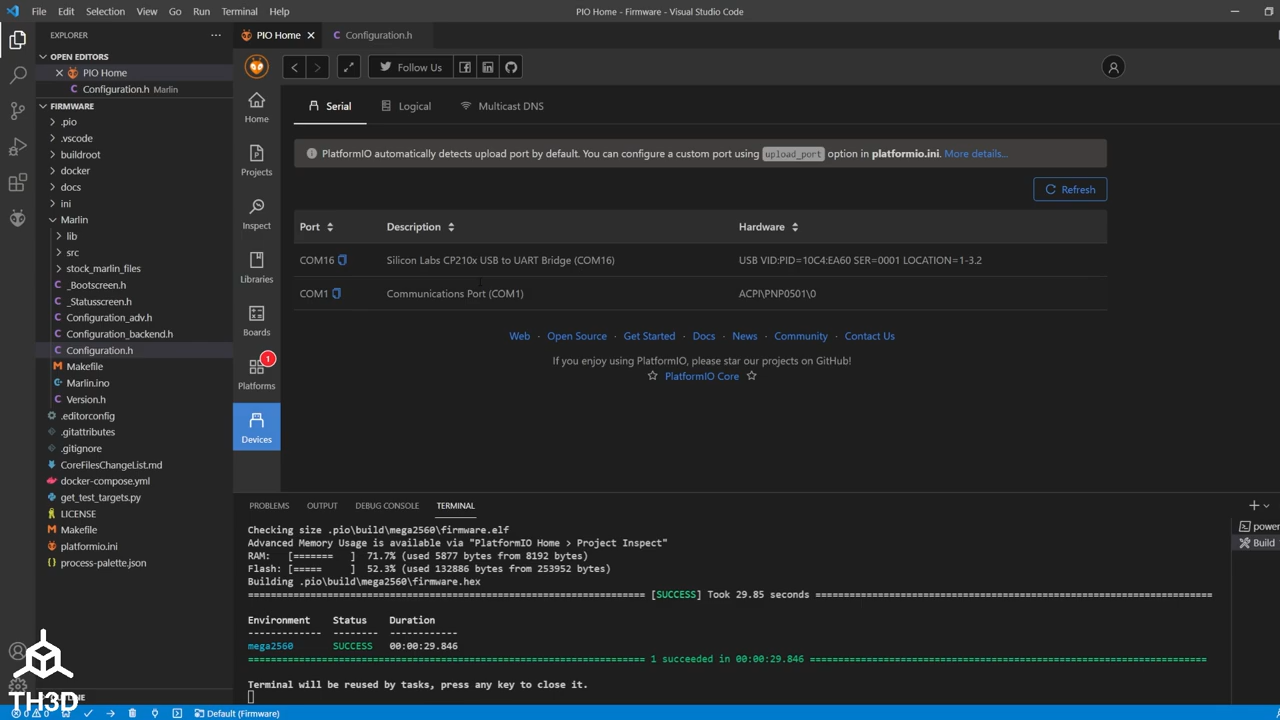 File Edit Selection View Go Run Terminal Help
PIO Home - Firmware - Visual Studio Code
EXPLORER
OPEN EDITORS
PIO Home
Configuration.h Marlin
FIRMWARE
.pio
.vscode
buildroot
docker
docs
ini
Marlin
lib
src
stock_marlin_files
_Bootscreen.h
_Statusscreen.h
Configuration_adv.h
Configuration_backend.h
Configuration.h
Makefile
Marlin.ino
Version.h
.editorconfig
.gitattributes
.gitignore
CoreFilesChangeList.md
docker-compose.yml
get_test_targets.py
LICENSE
Makefile
platformio.ini
process-palette.json
PIO Home Configuration.h
Follow Us
Home
Projects
Inspect
Libraries
Boards
1
Platforms
Devices
Serial Logical Multicast DNS
PlatformIO automatically detects upload port by default. You can configure a custom port using upload_port option in platformio.ini. More details...
Refresh
Port Description Hardware
COM16 Silicon Labs CP210x USB to UART Bridge (COM16) USB VID:PID=10C4:EA60 SER=0001 LOCATION=1-3.2
COM1 Communications Port (COM1) ACPI\PNP0501\0
Web · Open Source · Get Started · Docs · News · Community · Contact Us
If you enjoy using PlatformIO, please star our projects on GitHub!
PlatformIO Core
PROBLEMS OUTPUT DEBUG CONSOLE TERMINAL
Checking size .pio\build\mega2560\firmware.elf
Advanced Memory Usage is available via "PlatformIO Home > Project Inspect"
RAM: [======= ] 71.7% (used 5877 bytes from 8192 bytes)
Flash: [===== ] 52.3% (used 132886 bytes from 253952 bytes)
Building .pio\build\mega2560\firmware.hex
[SUCCESS] Took 29.85 seconds
Environment Status Duration
mega2560 SUCCESS 00:00:29.846
1 succeeded in 00:00:29.846
Terminal will be reused by tasks, press any key to close it.
Build
TH3D
0 0
Default (Firmware)